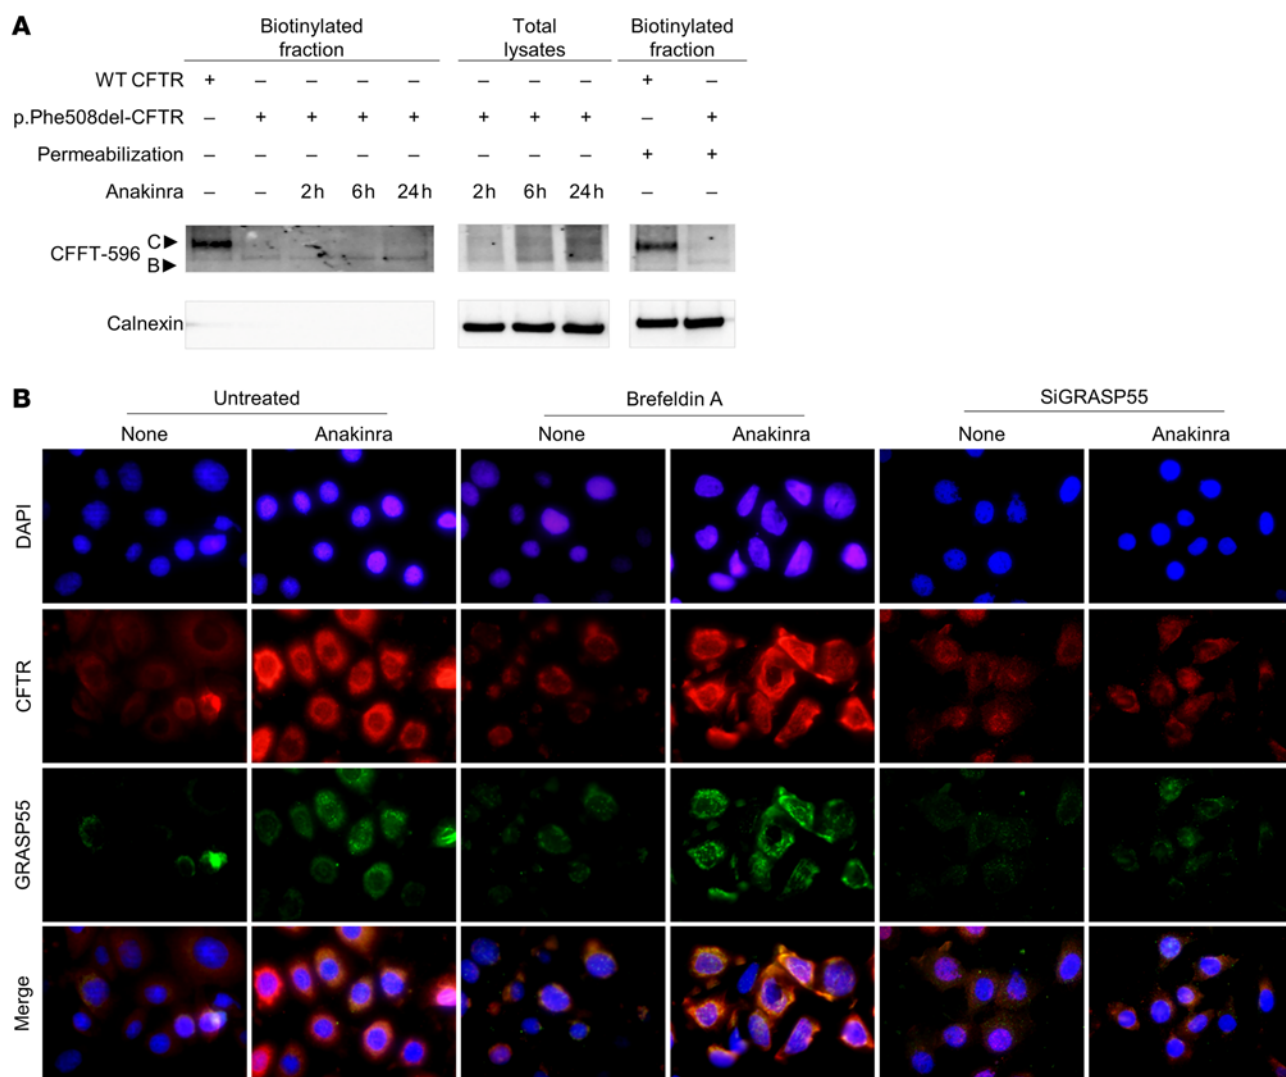 A
Biotinylated
fraction
Total
lysates
Biotinylated
fraction
WT CFTR + – – – – – – – + –
p.Phe508del-CFTR – + + + + + + + – +
Permeabilization – – – – – – – – + +
Anakinra – – 2h 6h 24h 2h 6h 24h – –
CFFT-596
C
B
Calnexin
B
Untreated Brefeldin A SiGRASP55
None Anakinra None Anakinra None Anakinra
DAPI
CFTR
GRASP55
Merge